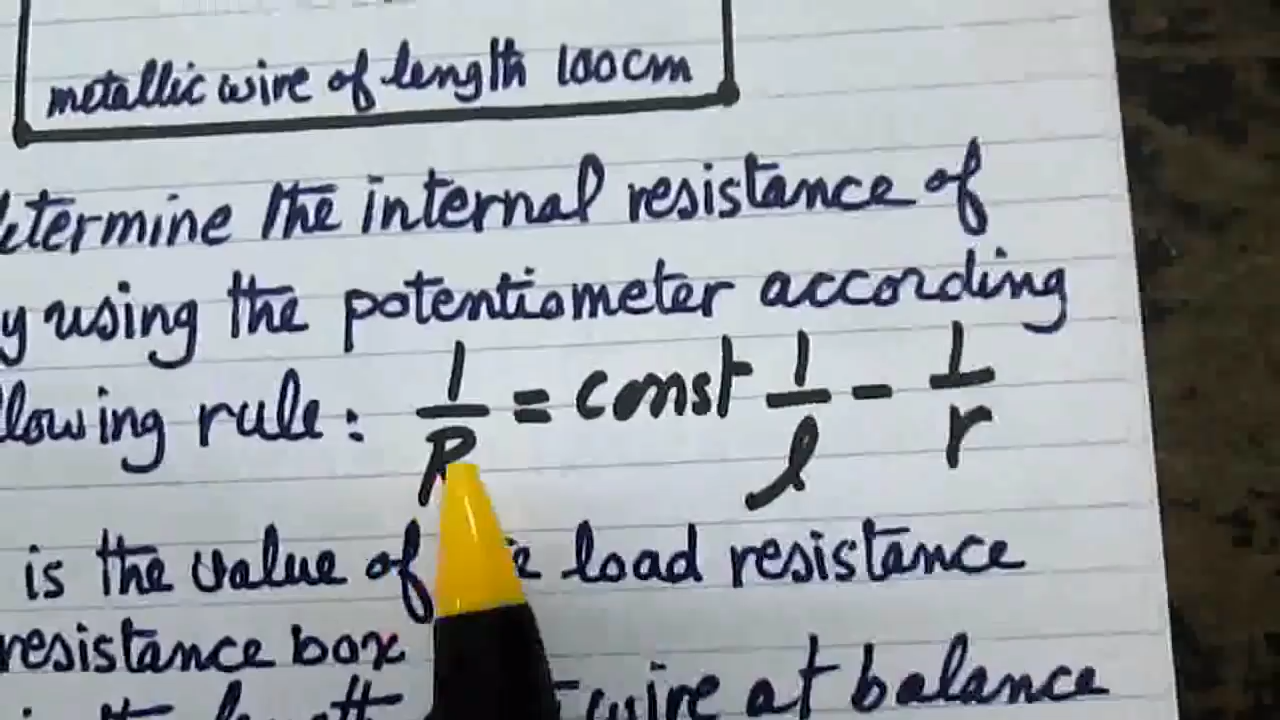 metallic wire of length 100cm
etermine the internal resistance of
y using the potentiometer according
llowing rule: 1/R = const 1/l - 1/r
is the value of load resistance
resistance box
wire at balance